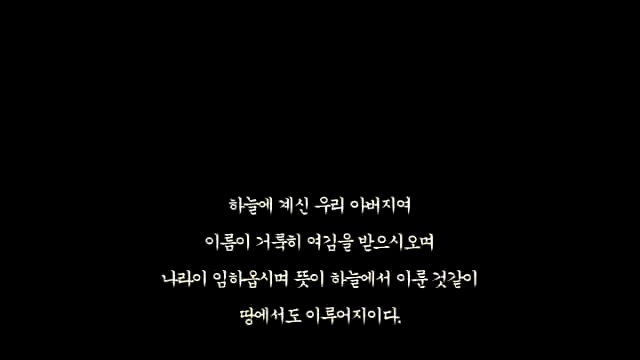 하늘에 계신 우리 아버지여
이름이 거룩히 여김을 받으시오며
나라이 임하옵시며 뜻이 하늘에서 이룬 것같이
땅에서도 이루어지이다.